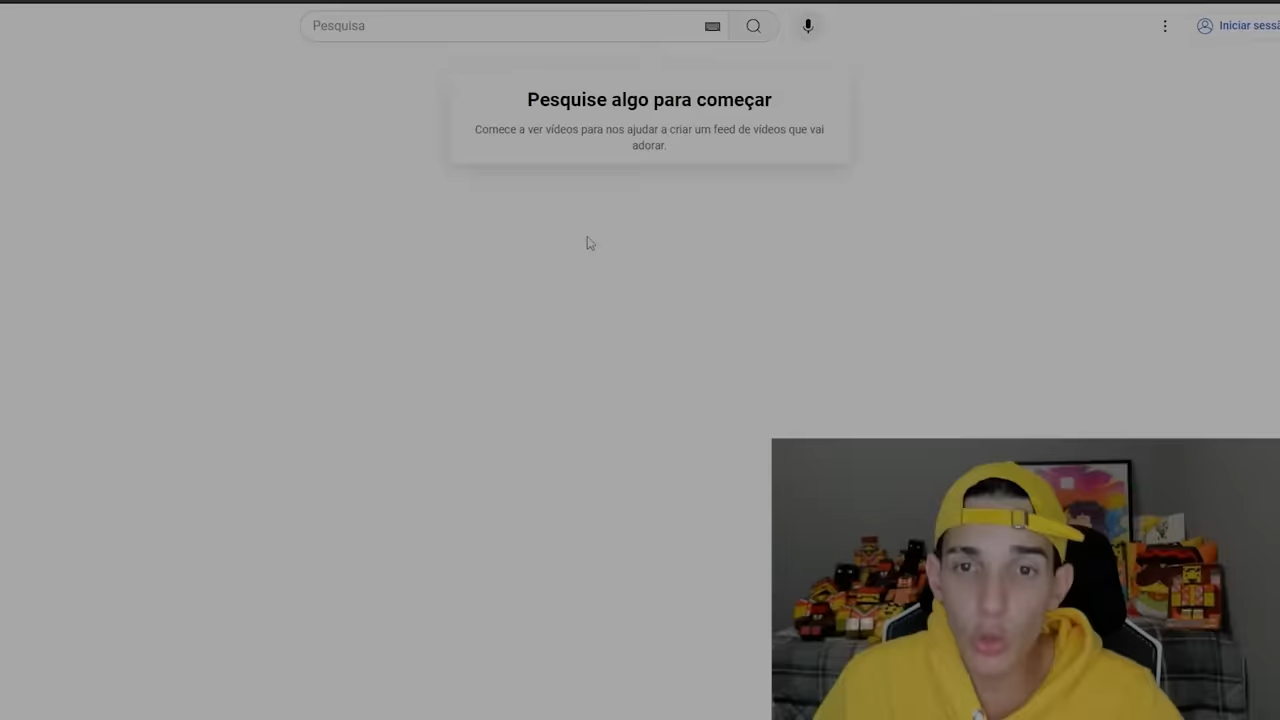 Pesquisa
Iniciar sessã
Pesquise algo para começar
Comece a ver vídeos para nos ajudar a criar um feed de vídeos que vai
adorar.